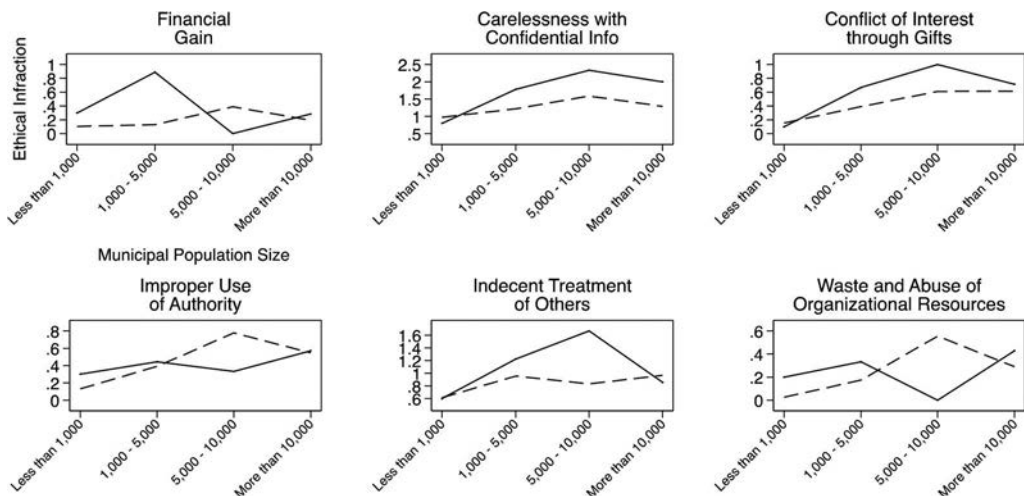 Financial
Gain
Ethical Infraction
1
.8
.6
.4
.2
0
Less than 1,000
1,000 - 5,000
5,000 - 10,000
More than 10,000
Municipal Population Size
Carelessness with
Confidential Info
2.5
2
1.5
1
.5
Less than 1,000
1,000 - 5,000
5,000 - 10,000
More than 10,000
Conflict of Interest
through Gifts
1
.8
.6
.4
.2
0
Less than 1,000
1,000 - 5,000
5,000 - 10,000
More than 10,000
Improper Use
of Authority
.8
.6
.4
.2
0
Less than 1,000
1,000 - 5,000
5,000 - 10,000
More than 10,000
Indecent Treatment
of Others
1.6
1.4
1.2
1
.8
.6
Less than 1,000
1,000 - 5,000
5,000 - 10,000
More than 10,000
Waste and Abuse of
Organizational Resources
.6
.4
.2
0
Less than 1,000
1,000 - 5,000
5,000 - 10,000
More than 10,000